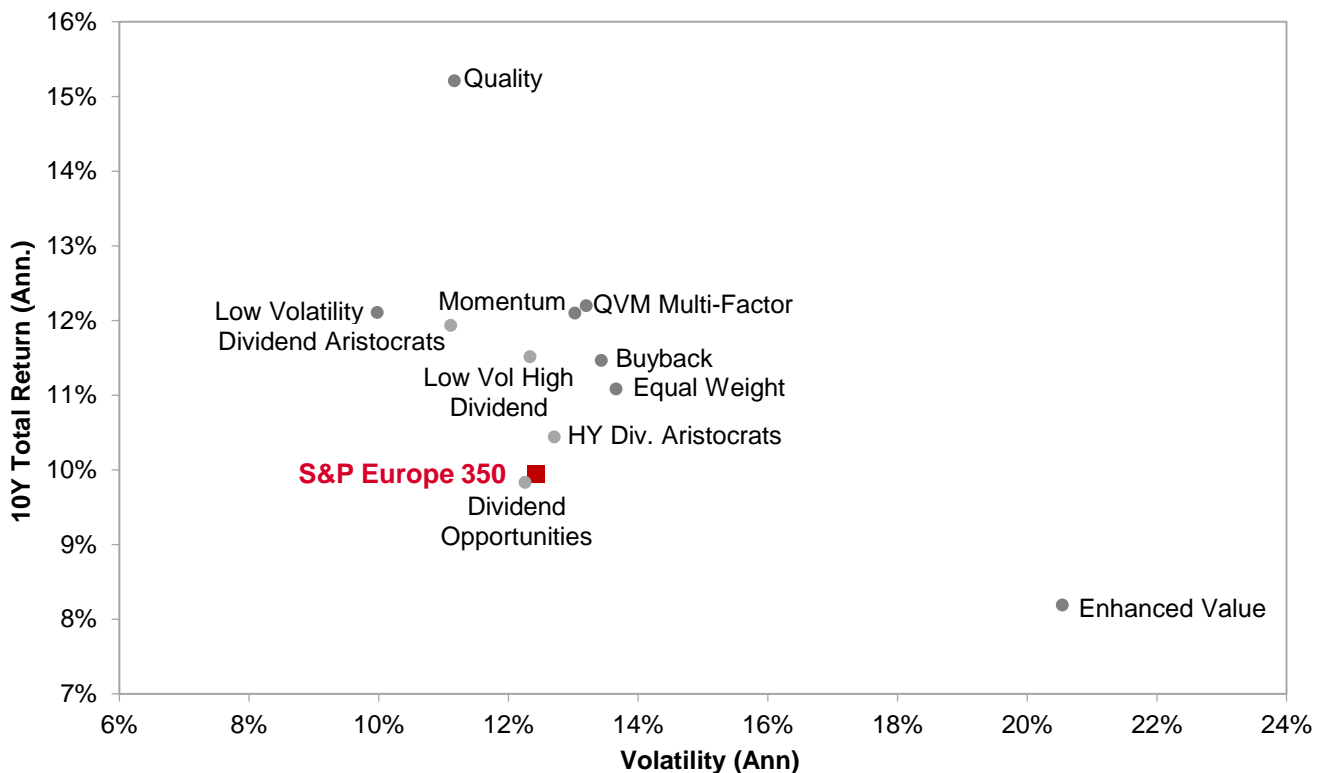 16%
15%
14%
13%
12%
11%
10%
9%
8%
7%
10Y Total Return (Ann.)
Quality
Low Volatility
Dividend Aristocrats
Momentum
QVM Multi-Factor
Buyback
Low Vol High
Dividend
Equal Weight
HY Div. Aristocrats
S&P Europe 350
Dividend
Opportunities
Enhanced Value
6%
8%
10%
12%
14%
16%
18%
20%
22%
24%
Volatility (Ann)